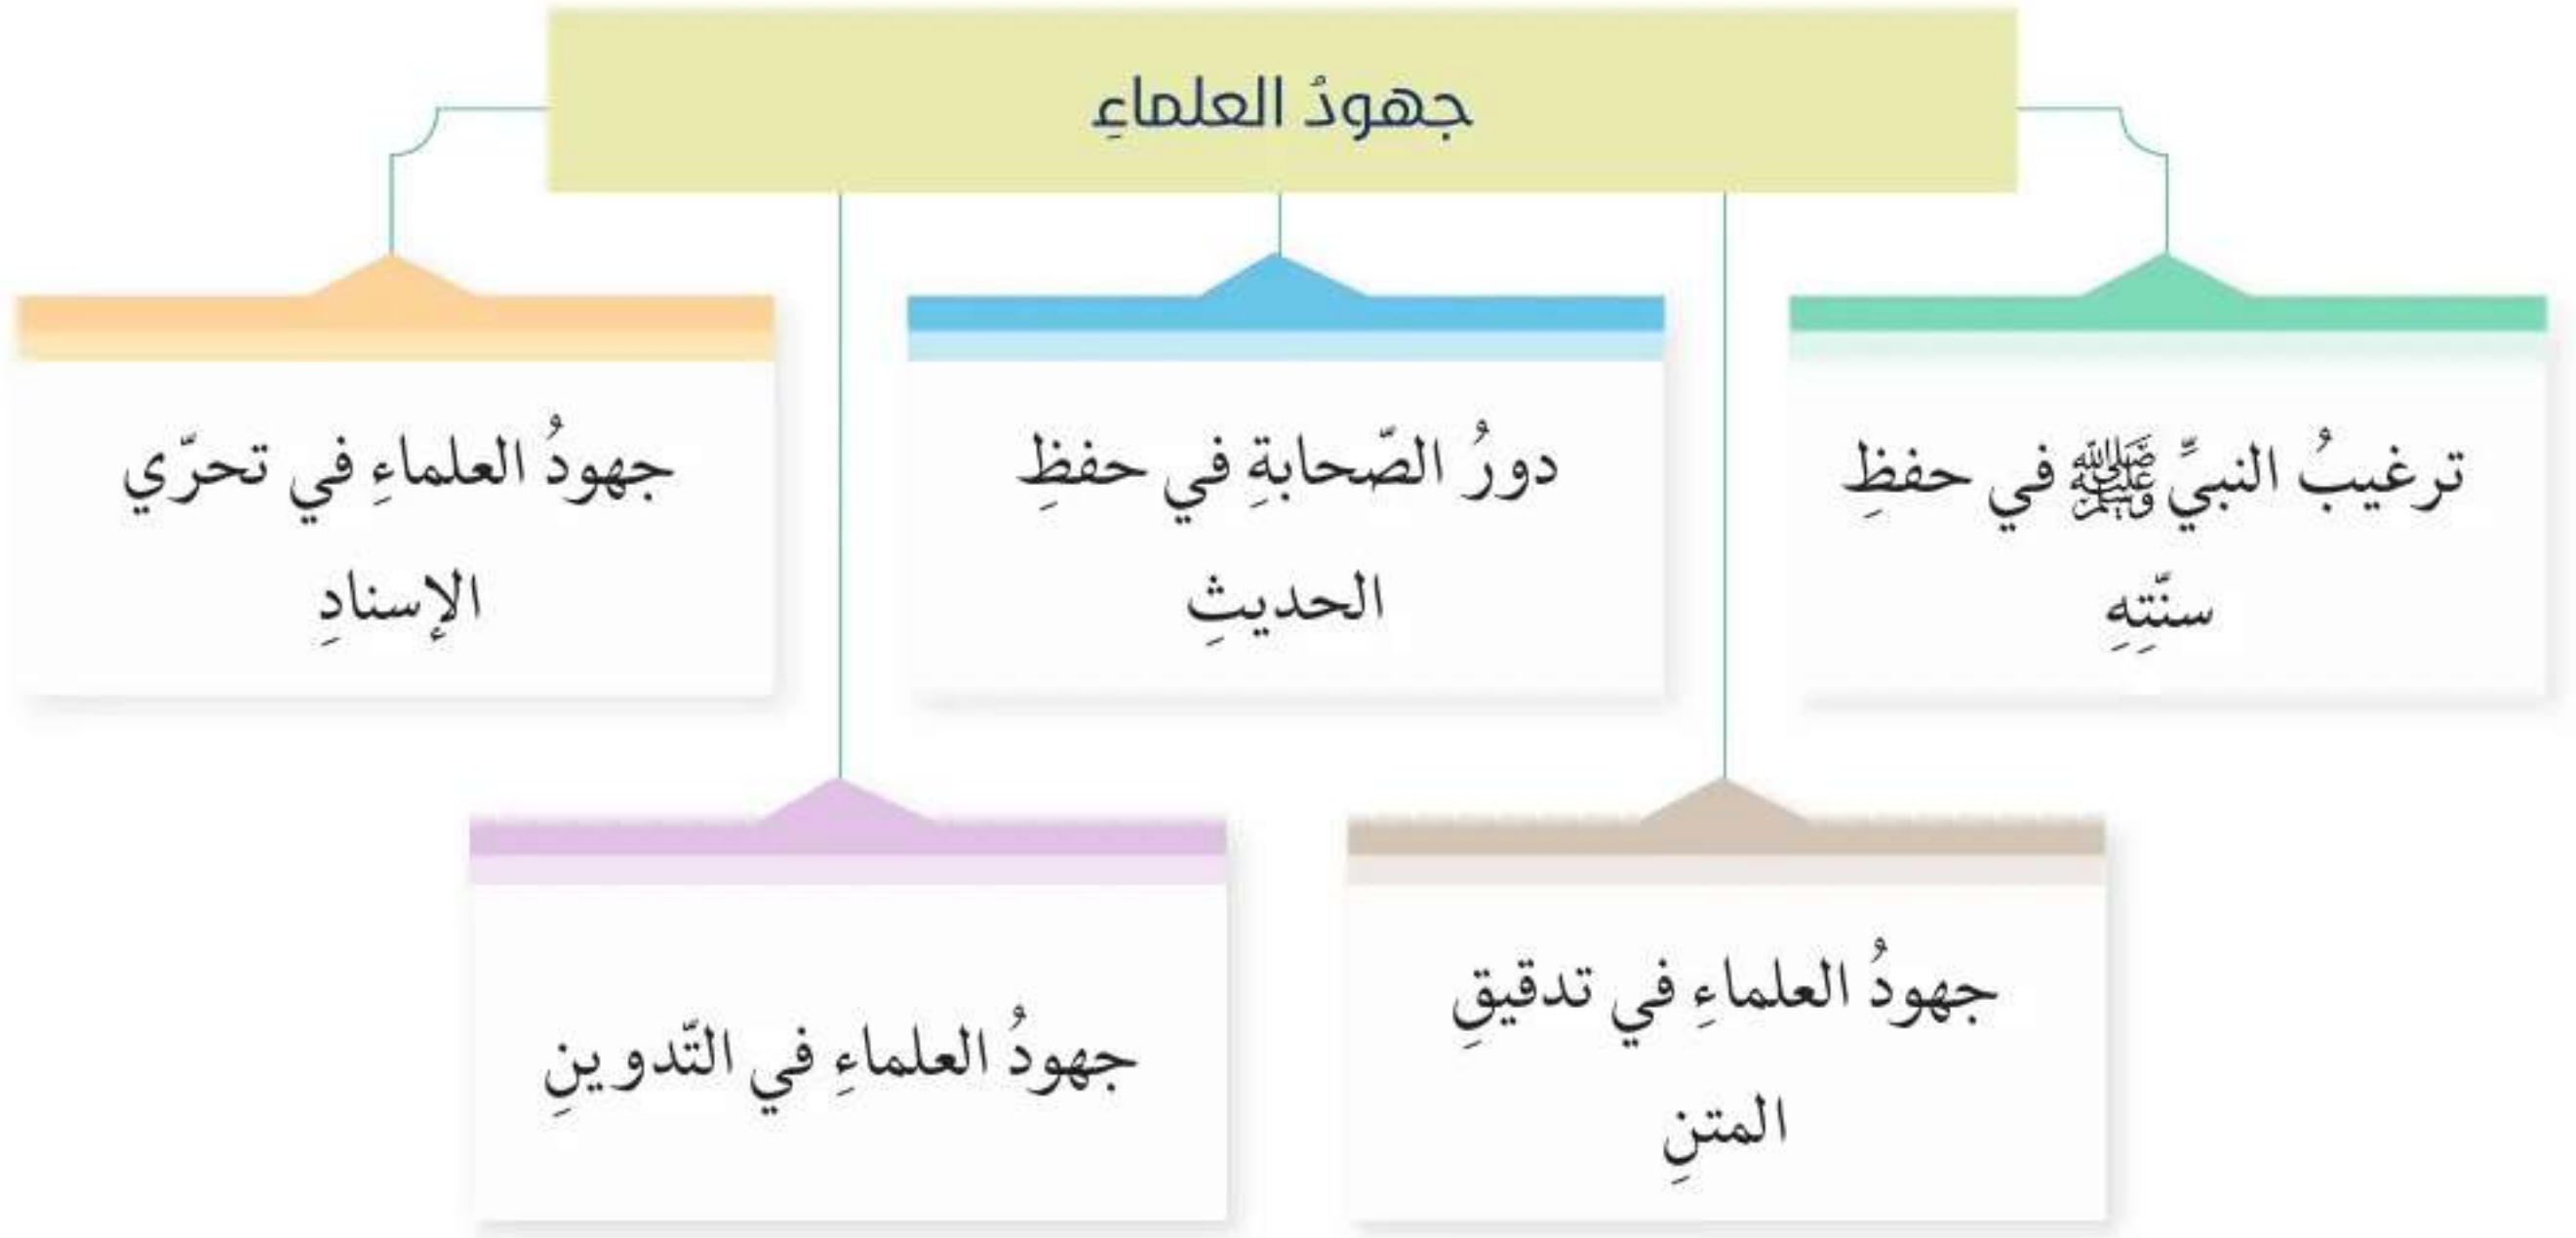 جهودُ العلماءِ
ترغيبُ النبيِّ ﷺ في حفظِ
سنّتِهِ
دورُ الصّحابةِ في حفظِ
الحديثِ
جهودُ العلماءِ في تحرّي
الإسنادِ
جهودُ العلماءِ في تدقيقِ
المتنِ
جهودُ العلماءِ في التّدوينِ